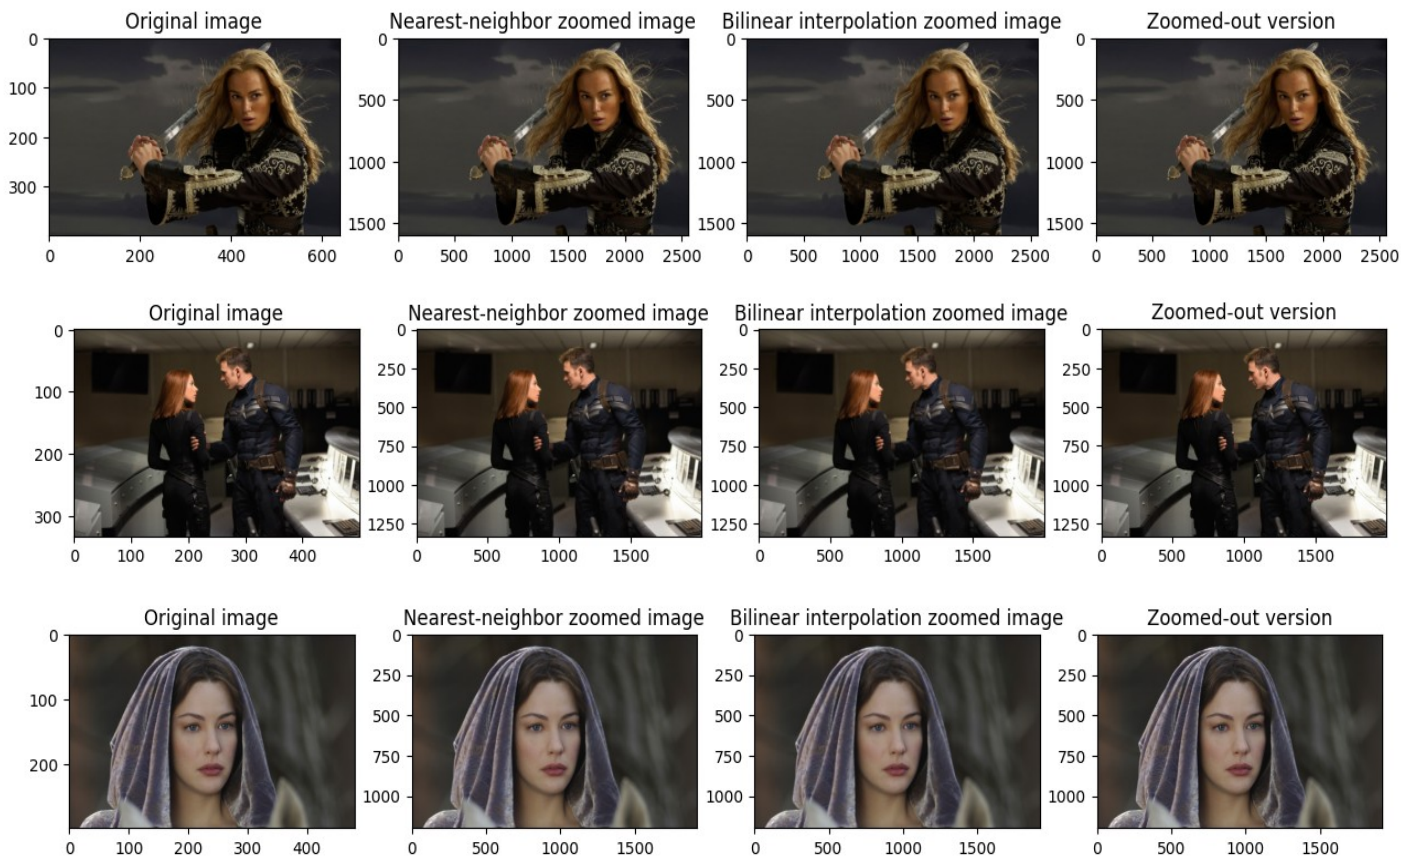 Original image Nearest-neighbor zoomed image Bilinear interpolation zoomed image Zoomed-out version
0 0 0 0
100 500 500 500
200 1000 1000 1000
300 1500 1500 1500
0 200 400 600 0 500 1000 1500 2000 2500 0 500 1000 1500 2000 2500 0 500 1000 1500 2000 2500
Original image Nearest-neighbor zoomed image Bilinear interpolation zoomed image Zoomed-out version
0 0 0 0
250 250 250
100 500 500 500
200 750 750 750
1000 1000 1000
300 1250 1250 1250
0 100 200 300 400 0 500 1000 1500 0 500 1000 1500 0 500 1000 1500
Original image Nearest-neighbor zoomed image Bilinear interpolation zoomed image Zoomed-out version
0 0 0 0
250 250 250
100 500 500 500
200 750 750 750
1000 1000 1000
0 100 200 300 400 0 500 1000 1500 0 500 1000 1500 0 500 1000 1500